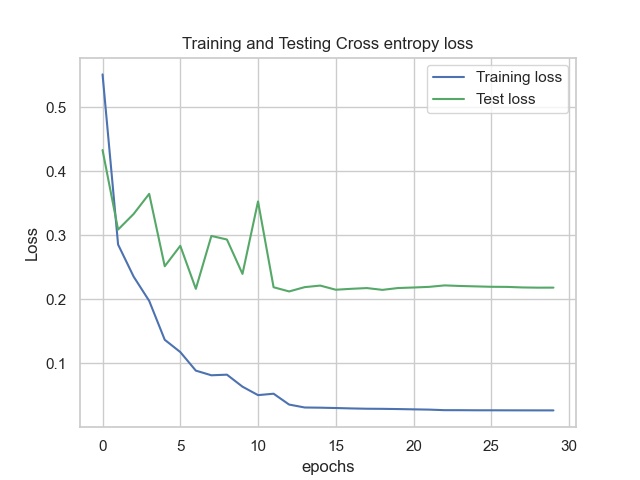 Training and Testing Cross entropy loss
Training loss
Test loss
Loss
0.5
0.4
0.3
0.2
0.1
0 5 10 15 20 25 30
epochs